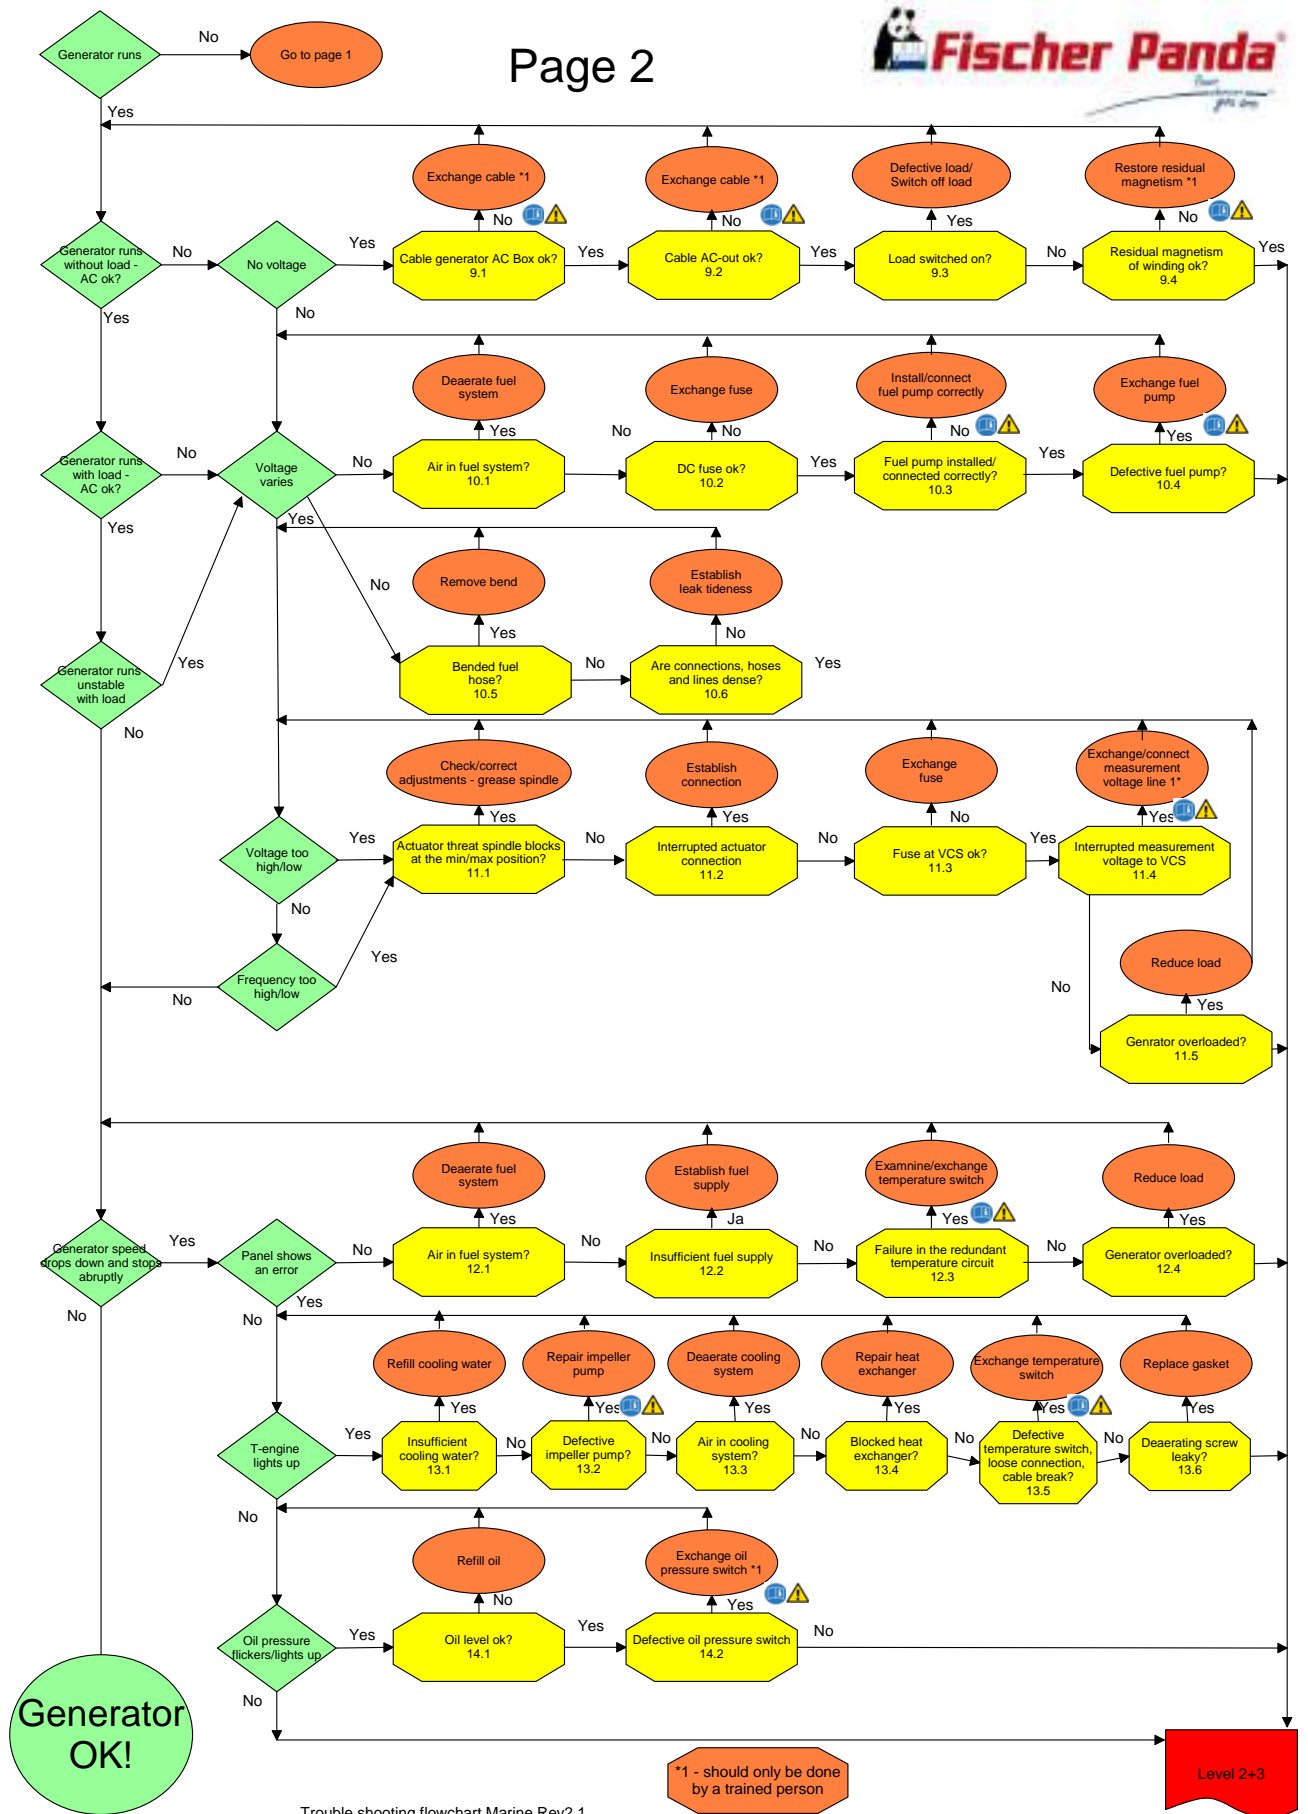 Generator runs
No
Go to page 1
Page 2
Fischer Panda
Yes
Exchange cable *1
Exchange cable *1
Defective load/
Switch off load
Restore residual
magnetism *1
No
No
Yes
No
Generator runs
without load -
AC ok?
No
No voltage
Yes
Cable generator AC Box ok?
9.1
Yes
Cable AC-out ok?
9.2
Yes
Load switched on?
9.3
No
Residual magnetism
of winding ok?
9.4
Yes
Yes
No
Deaerate fuel
system
Exchange fuse
Install/connect
fuel pump correctly
Exchange fuel
pump
Yes
No
No
No
Yes
Generator runs
with load -
AC ok?
No
Voltage
varies
No
Air in fuel system?
10.1
DC fuse ok?
10.2
Yes
Fuel pump installed/
connected correctly?
10.3
Yes
Defective fuel pump?
10.4
Yes
Yes
No
Remove bend
Establish
leak tideness
Yes
No
Generator runs
unstable
with load
Yes
Bended fuel
hose?
10.5
No
Are connections, hoses
and lines dense?
10.6
Yes
No
Check/correct
adjustments - grease spindle
Establish
connection
Exchange
fuse
Exchange/connect
measurement
voltage line 1*
Yes
Yes
No
Yes
Voltage too
high/low
Yes
Actuator threat spindle blocks
at the min/max position?
11.1
No
Interrupted actuator
connection
11.2
No
Fuse at VCS ok?
11.3
Yes
Interrupted measurement
voltage to VCS
11.4
No
Yes
Frequency too
high/low
No
Reduce load
No
Yes
Genrator overloaded?
11.5
Deaerate fuel
system
Establish fuel
supply
Examnine/exchange
temperature switch
Reduce load
Yes
Ja
Yes
Yes
Generator speed
drops down and stops
abruptly
Yes
Panel shows
an error
No
Air in fuel system?
12.1
No
Insufficient fuel supply
12.2
No
Failure in the redundant
temperature circuit
12.3
No
Generator overloaded?
12.4
No
Yes
No
Refill cooling water
Repair impeller
pump
Deaerate cooling
system
Repair heat
exchanger
Exchange temperature
switch
Replace gasket
Yes
Yes
Yes
Yes
Yes
Yes
T-engine
lights up
Yes
Insufficient
cooling water?
13.1
No
Defective
impeller pump?
13.2
No
Air in cooling
system?
13.3
No
Blocked heat
exchanger?
13.4
No
Defective
temperature switch,
loose connection,
cable break?
13.5
No
Deaerating screw
leaky?
13.6
No
Refill oil
Exchange oil
pressure switch *1
No
Yes
Oil pressure
flickers/lights up
Yes
Oil level ok?
14.1
Yes
Defective oil pressure switch
14.2
No
No
Generator
OK!
*1 - should only be done
by a trained person
Level 2+3
Trouble shooting flowchart Marine Rev2.1